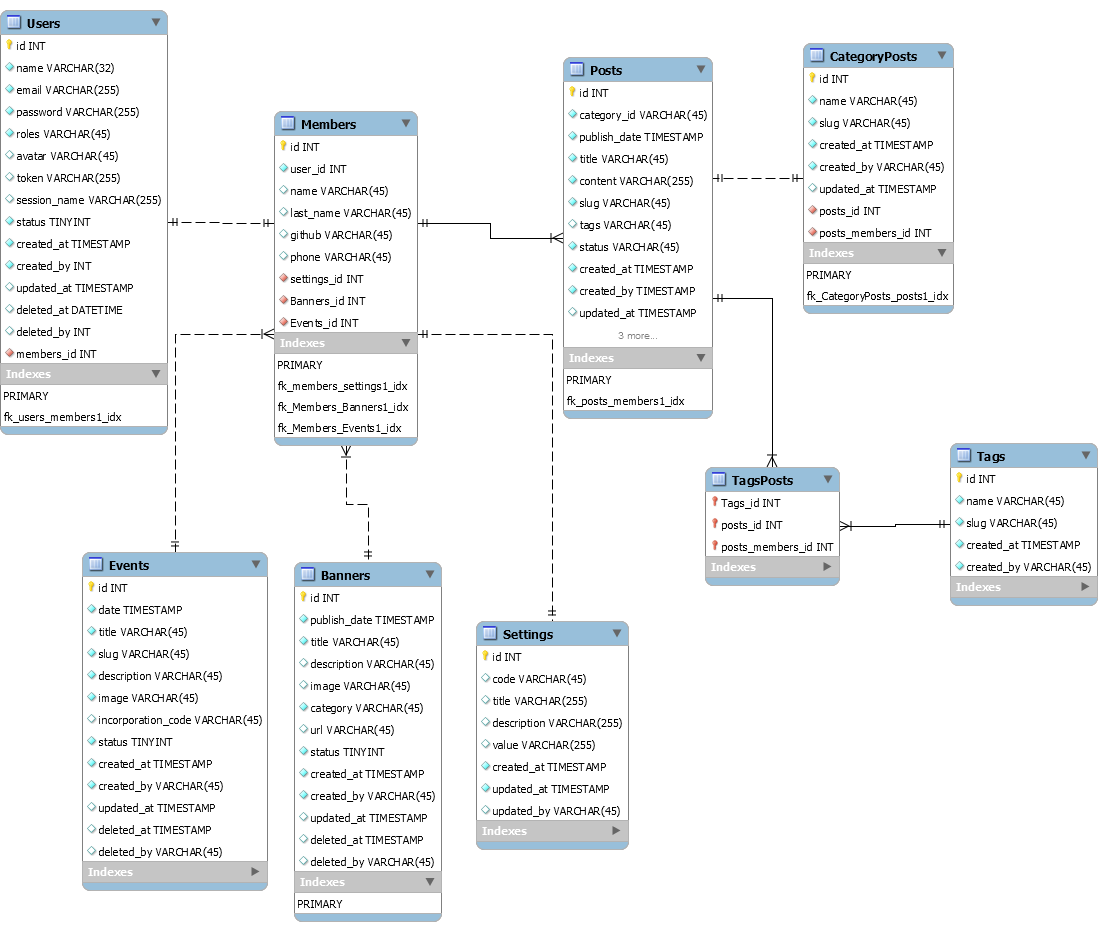 Users
id INT
name VARCHAR(32)
email VARCHAR(255)
password VARCHAR(255)
roles VARCHAR(45)
avatar VARCHAR(45)
token VARCHAR(255)
session_name VARCHAR(255)
status TINYINT
created_at TIMESTAMP
created_by INT
updated_at TIMESTAMP
deleted_at DATETIME
deleted_by INT
members_id INT
Indexes
PRIMARY
fk_users_members1_idx
Members
id INT
user_id INT
name VARCHAR(45)
last_name VARCHAR(45)
github VARCHAR(45)
phone VARCHAR(45)
settings_id INT
Banners_id INT
Events_id INT
Indexes
PRIMARY
fk_members_settings1_idx
fk_Members_Banners1_idx
fk_Members_Events1_idx
Posts
id INT
category_id VARCHAR(45)
publish_date TIMESTAMP
title VARCHAR(45)
content VARCHAR(255)
slug VARCHAR(45)
tags VARCHAR(45)
status VARCHAR(45)
created_at TIMESTAMP
created_by TIMESTAMP
updated_at TIMESTAMP
3 more...
Indexes
PRIMARY
fk_posts_members1_idx
CategoryPosts
id INT
name VARCHAR(45)
slug VARCHAR(45)
created_at TIMESTAMP
created_by VARCHAR(45)
updated_at TIMESTAMP
posts_id INT
posts_members_id INT
Indexes
PRIMARY
fk_CategoryPosts_posts1_idx
TagsPosts
Tags_id INT
posts_id INT
posts_members_id INT
Indexes
Tags
id INT
name VARCHAR(45)
slug VARCHAR(45)
created_at TIMESTAMP
created_by VARCHAR(45)
Indexes
Events
id INT
date TIMESTAMP
title VARCHAR(45)
slug VARCHAR(45)
description VARCHAR(45)
image VARCHAR(45)
incorporation_code VARCHAR(45)
status TINYINT
created_at TIMESTAMP
created_by VARCHAR(45)
updated_at TIMESTAMP
deleted_at TIMESTAMP
deleted_by VARCHAR(45)
Indexes
Banners
id INT
publish_date TIMESTAMP
title VARCHAR(45)
description VARCHAR(45)
image VARCHAR(45)
category VARCHAR(45)
url VARCHAR(45)
status TINYINT
created_at TIMESTAMP
created_by VARCHAR(45)
updated_at TIMESTAMP
deleted_at TIMESTAMP
deleted_by VARCHAR(45)
Indexes
PRIMARY
Settings
id INT
code VARCHAR(45)
title VARCHAR(255)
description VARCHAR(255)
value VARCHAR(255)
created_at TIMESTAMP
updated_at TIMESTAMP
updated_by VARCHAR(45)
Indexes